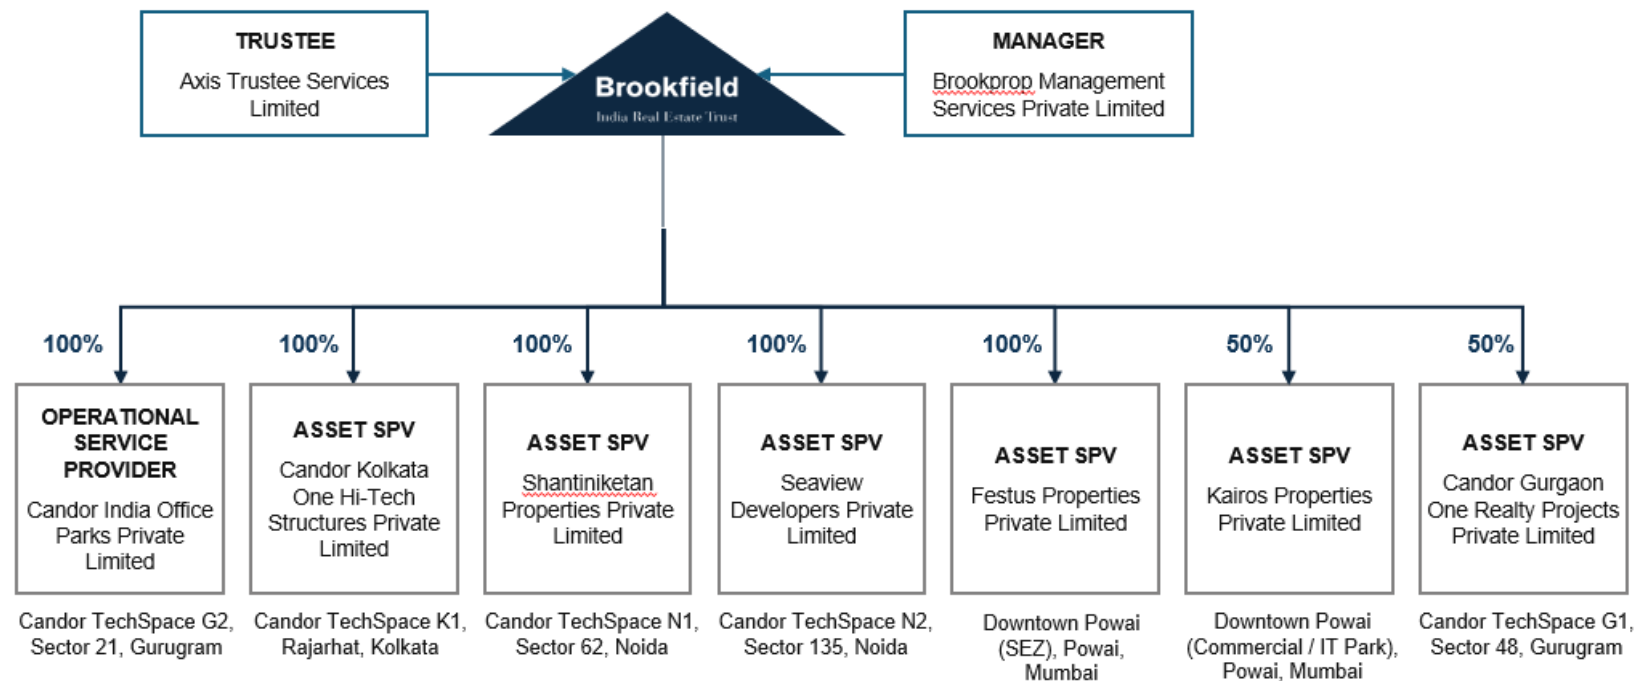 TRUSTEE
Axis Trustee Services
Limited
Brookfield
India Real Estate Trust
MANAGER
Brookprop Management
Services Private Limited
100%
100%
100%
100%
100%
50%
50%
OPERATIONAL
SERVICE
PROVIDER
Candor India Office
Parks Private
Limited
ASSET SPV
Candor Kolkata
One Hi-Tech
Structures Private
Limited
ASSET SPV
Shantiniketan
Properties Private
Limited
ASSET SPV
Seaview
Developers Private
Limited
ASSET SPV
Festus Properties
Private Limited
ASSET SPV
Kairos Properties
Private Limited
ASSET SPV
Candor Gurgaon
One Realty Projects
Private Limited
Candor TechSpace G2,
Sector 21, Gurugram
Candor TechSpace K1,
Rajarhat, Kolkata
Candor TechSpace N1,
Sector 62, Noida
Candor TechSpace N2,
Sector 135, Noida
Downtown Powai
(SEZ), Powai,
Mumbai
Downtown Powai
(Commercial / IT Park),
Powai, Mumbai
Candor TechSpace G1,
Sector 48, Gurugram